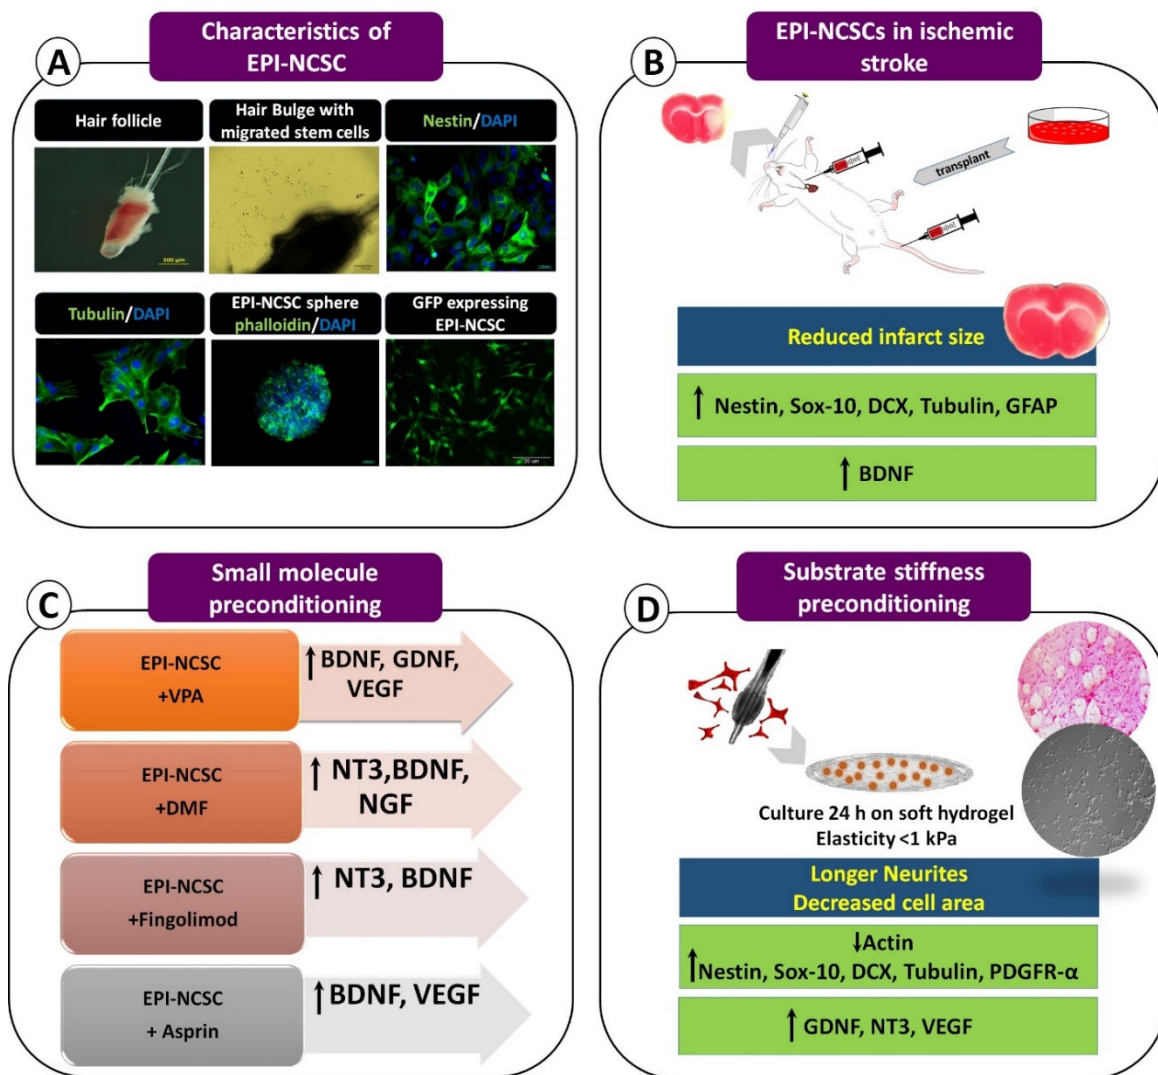 A
Characteristics of
EPI-NCSC
Hair follicle
Hair Bulge with
migrated stem cells
Nestin/DAPI
500 µm
Tubulin/DAPI
EPI-NCSC sphere
phalloidin/DAPI
GFP expressing
EPI-NCSC
B
EPI-NCSCs in ischemic
stroke
transplant
Reduced infarct size
↑ Nestin, Sox-10, DCX, Tubulin, GFAP
↑ BDNF
C
Small molecule
preconditioning
EPI-NCSC
+VPA
↑ BDNF, GDNF,
VEGF
EPI-NCSC
+DMF
↑ NT3,BDNF,
NGF
EPI-NCSC
+Fingolimod
↑ NT3, BDNF
EPI-NCSC
+ Asprin
↑ BDNF, VEGF
D
Substrate stiffness
preconditioning
Culture 24 h on soft hydrogel
Elasticity <1 kPa
Longer Neurites
Decreased cell area
↓Actin
↑Nestin, Sox-10, DCX, Tubulin, PDGFR-α
↑ GDNF, NT3, VEGF